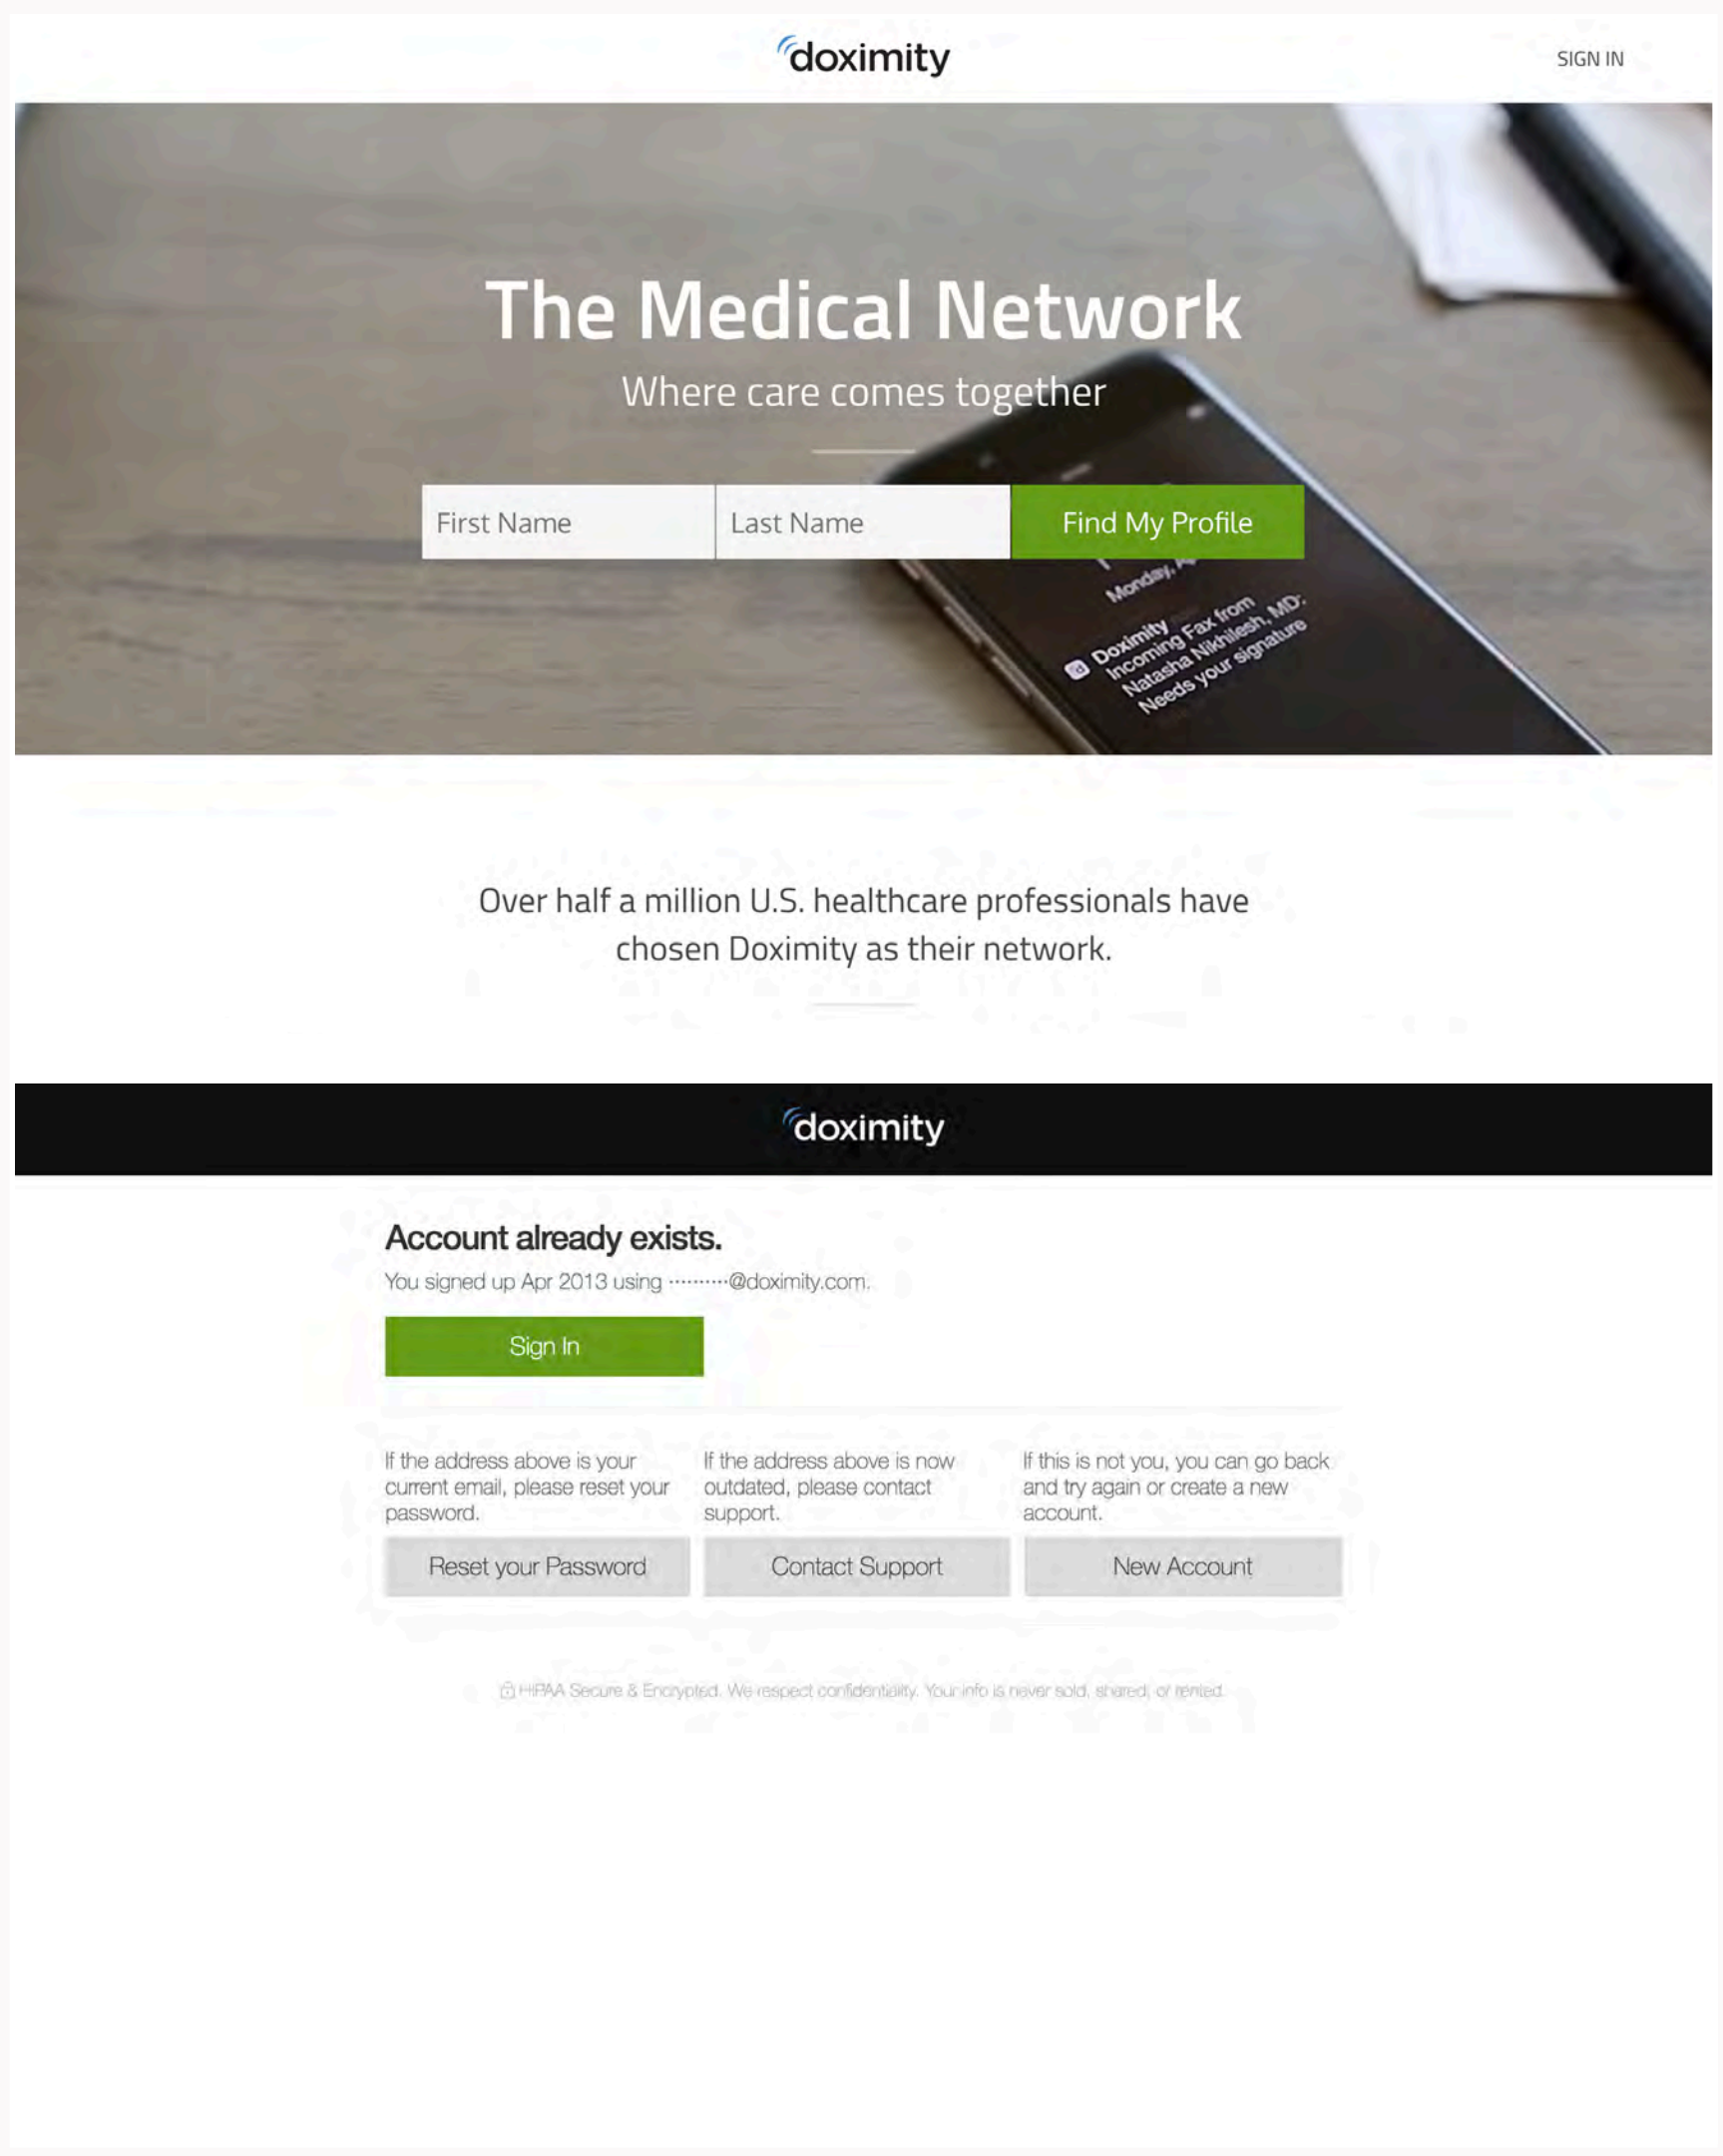 doximity
SIGN IN
The Medical Network
Where care comes together
First Name
Last Name
Find My Profile
Monday,
Doximity
Incoming Fax from
Natasha Nikhilesh, MD:
Needs your signature
Over half a million U.S. healthcare professionals have
chosen Doximity as their network.
doximity
Account already exists.
You signed up Apr 2013 using ··········@doximity.com.
Sign In
If the address above is your
current email, please reset your
password.
Reset your Password
If the address above is now
outdated, please contact
support.
Contact Support
If this is not you, you can go back
and try again or create a new
account.
New Account
HIPAA Secure & Encrypted. We respect confidentiality. Your info is never sold, shared, or rented.